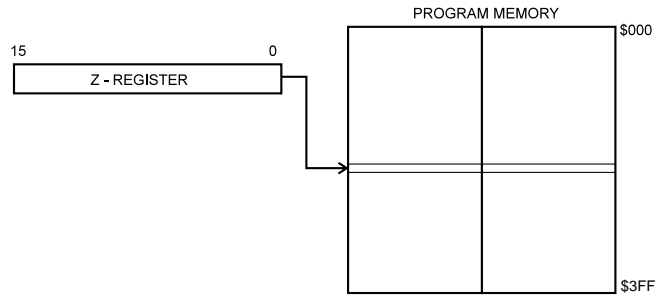 PROGRAM MEMORY
$000
15 0
Z - REGISTER
$3FF